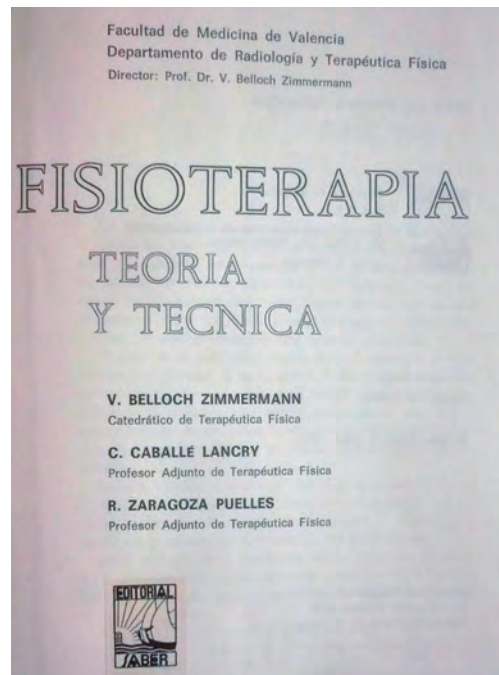 Facultad de Medicina de Valencia
Departamento de Radiología y Terapéutica Física
Director: Prof. Dr. V. Belloch Zimmermann
FISIOTERAPIA
TEORIA
Y TECNICA
V. BELLOCH ZIMMERMANN
Catedrático de Terapéutica Física
C. CABALLÉ LANCRY
Profesor Adjunto de Terapéutica Física
R. ZARAGOZA PUELLES
Profesor Adjunto de Terapéutica Física
EDITORIAL
SABER